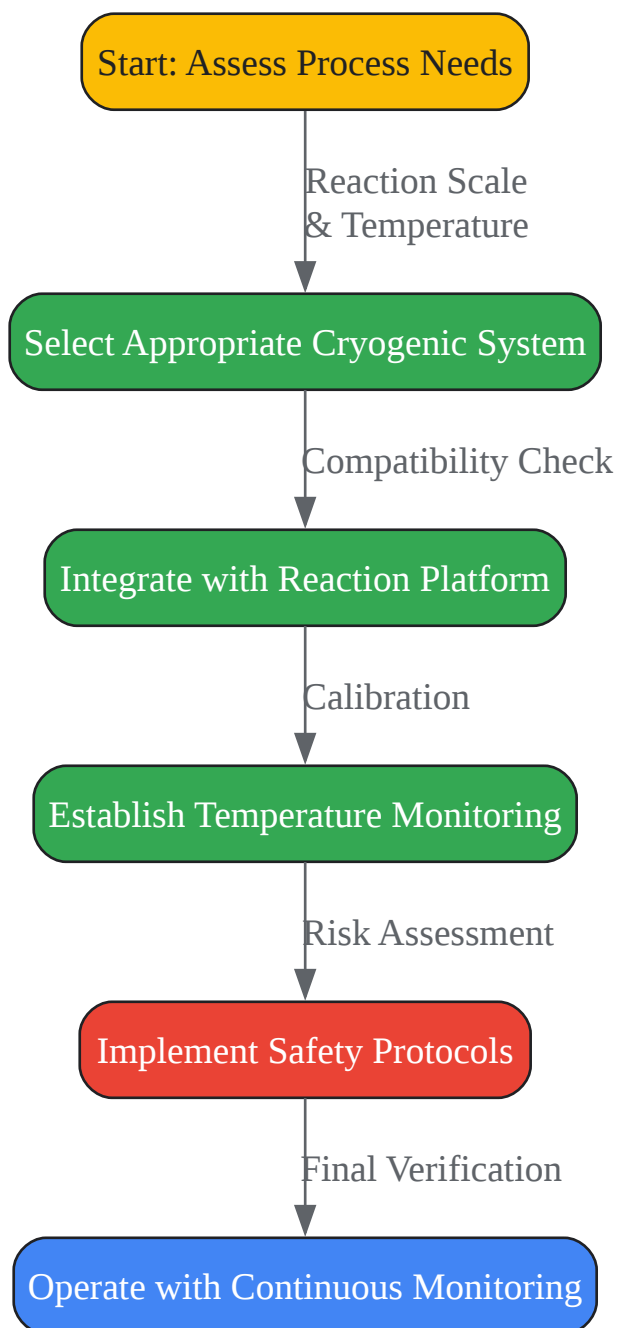 Start: Assess Process Needs
Reaction Scale
& Temperature
Select Appropriate Cryogenic System
Compatibility Check
Integrate with Reaction Platform
Calibration
Establish Temperature Monitoring
Risk Assessment
Implement Safety Protocols
Final Verification
Operate with Continuous Monitoring